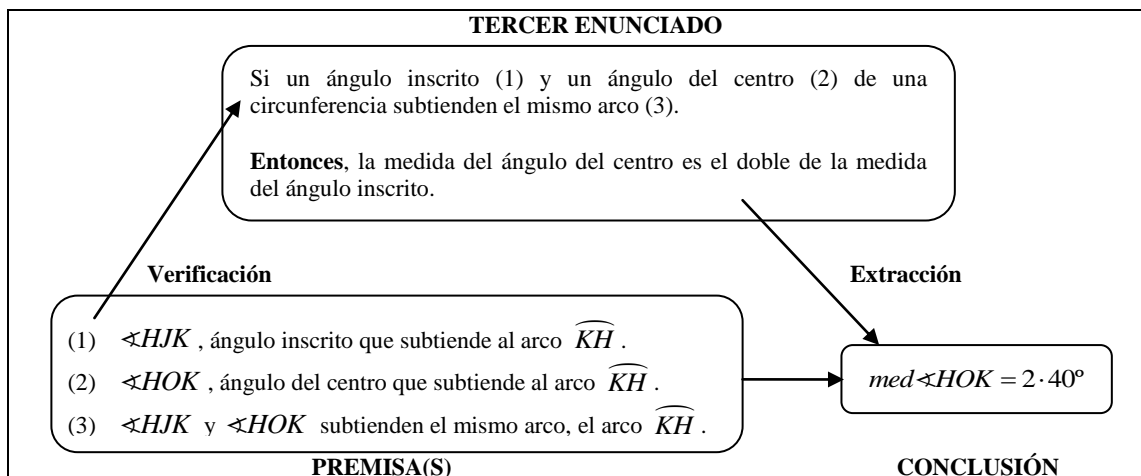 TERCER ENUNCIADO
Si un ángulo inscrito (1) y un ángulo del centro (2) de una
circunferencia subtienden el mismo arco (3).
Entonces, la medida del ángulo del centro es el doble de la medida
del ángulo inscrito.
Verificación
Extracción
(1) ∢HJK , ángulo inscrito que subtiende al arco K͡H .
(2) ∢HOK , ángulo del centro que subtiende al arco K͡H .
(3) ∢HJK y ∢HOK subtienden el mismo arco, el arco K͡H .
med∢HOK = 2·40º
PREMISA(S)
CONCLUSIÓN